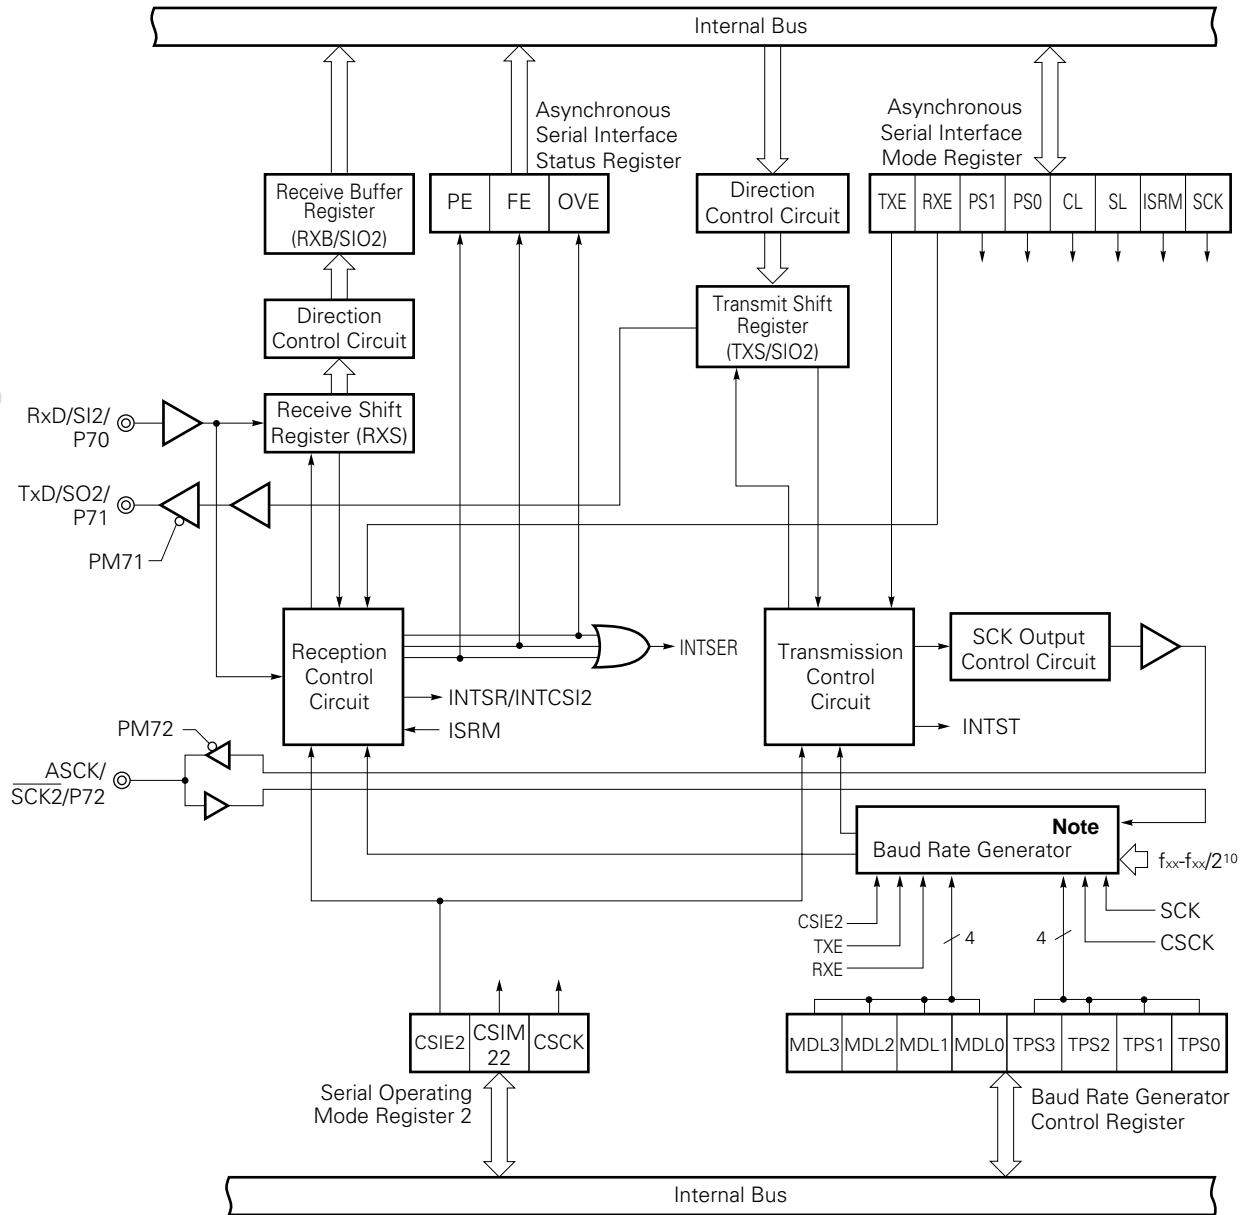 Internal Bus
Asynchronous
Serial Interface
Status Register
Asynchronous
Serial Interface
Mode Register
Receive Buffer
Register
(RXB/SIO2)
PE FE OVE
Direction
Control Circuit
TXE RXE PS1 PS0 CL SL ISRM SCK
Direction
Control Circuit
Transmit Shift
Register
(TXS/SIO2)
RxD/SI2/
P70
Receive Shift
Register (RXS)
TxD/SO2/
P71
PM71
Reception
Control
Circuit
INTSER
INTSR/INTCSI2
ISRM
Transmission
Control
Circuit
SCK Output
Control Circuit
INTST
PM72
ASCK/
SCK2/P72
Note
Baud Rate Generator
fxx-fxx/2¹⁰
CSIE2
TXE
RXE
4
4
SCK
CSCK
CSIE2 CSIM
22 CSCK
MDL3 MDL2 MDL1 MDL0 TPS3 TPS2 TPS1 TPS0
Serial Operating
Mode Register 2
Baud Rate Generator
Control Register
Internal Bus